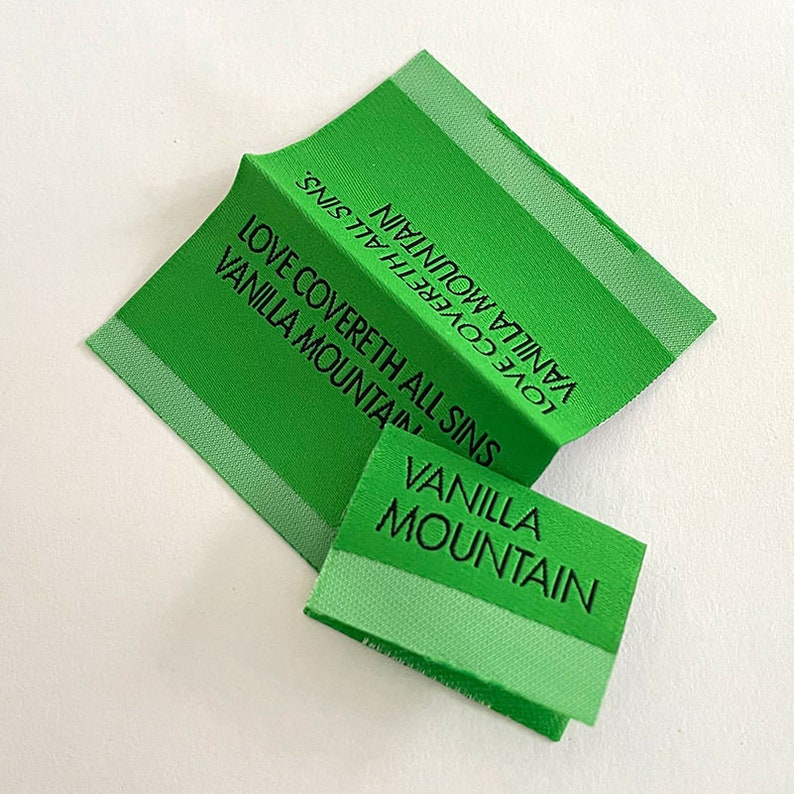 LOVE COVERETH ALL SINS.
VANILLA MOUNTAIN
LOVE COVERETH ALL SINS
VANILLA MOUNTAIN
VANILLA
MOUNTAIN